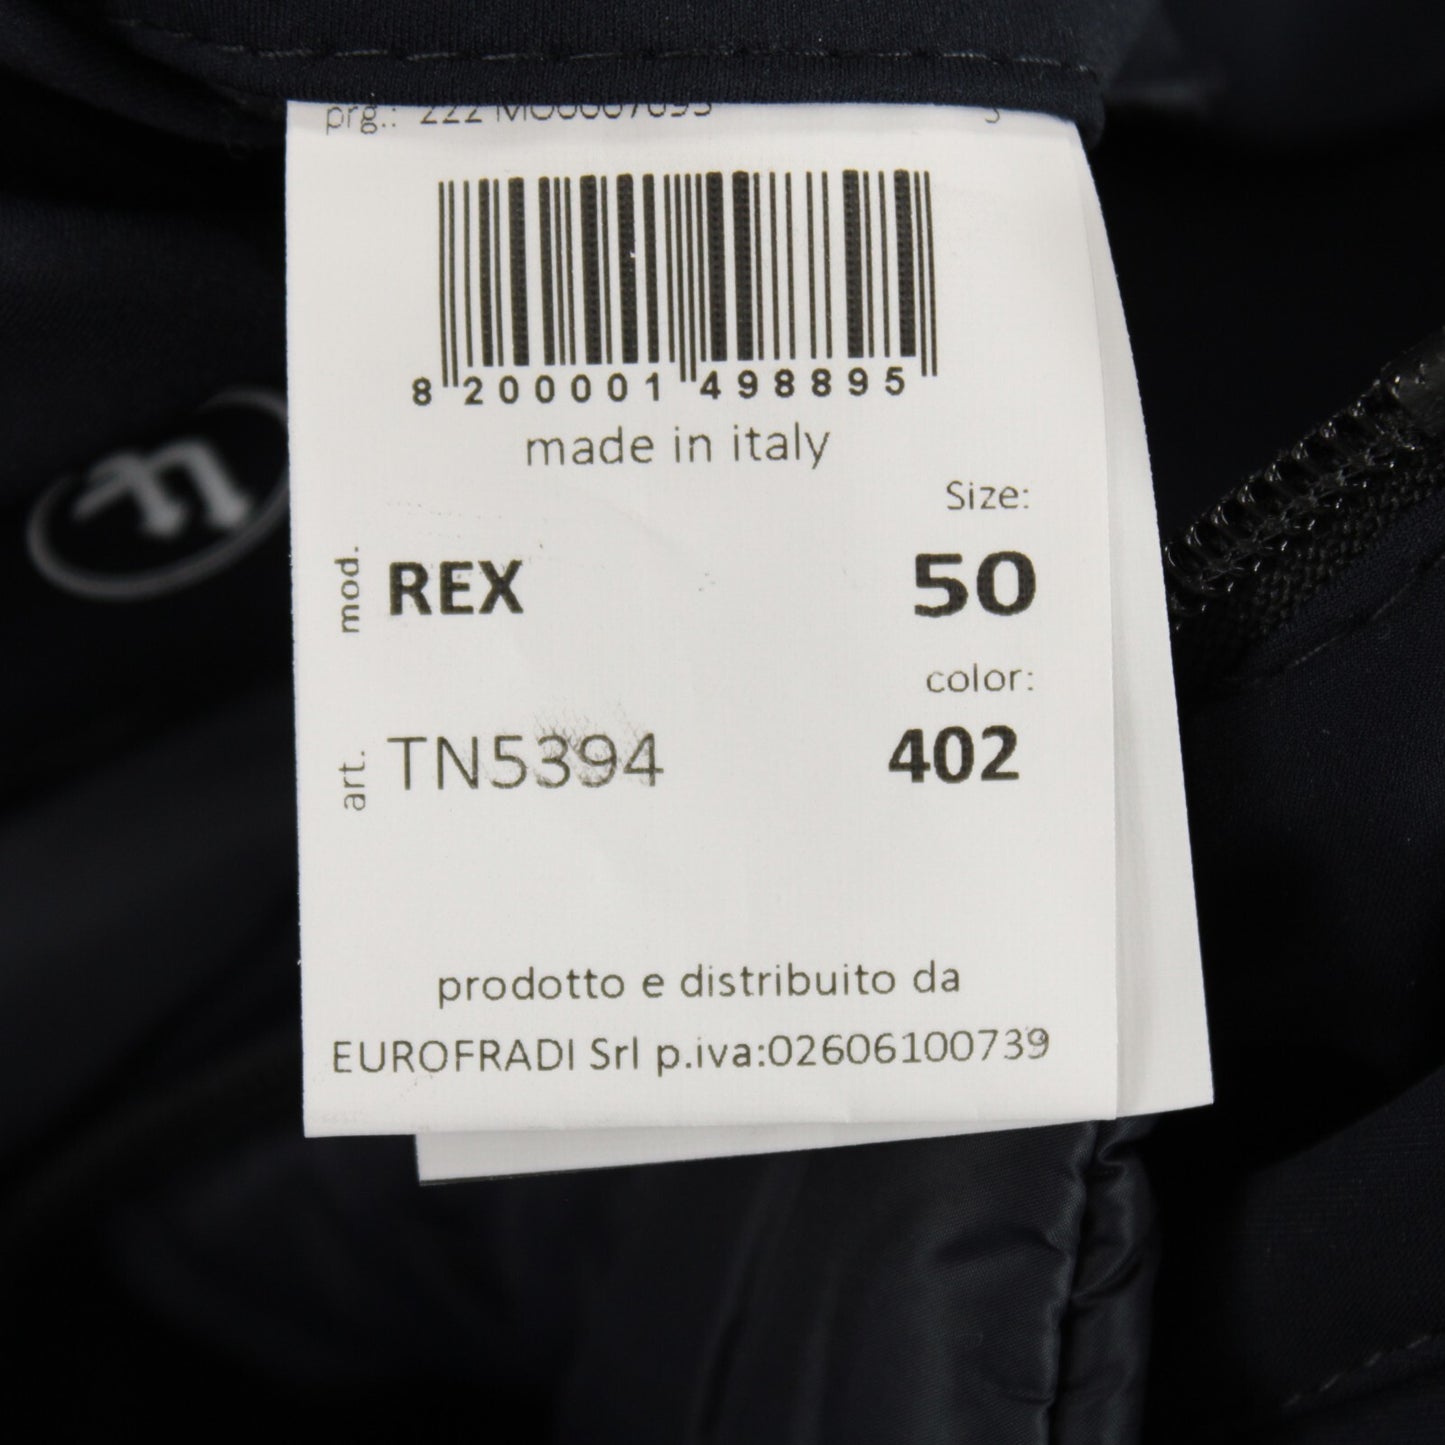 prg.:
8 200001 498895
made in italy
Size:
mod. REX 50
color:
art. TN5394 402
prodotto e distribuito da
EUROFRADI Srl p.iva:02606100739